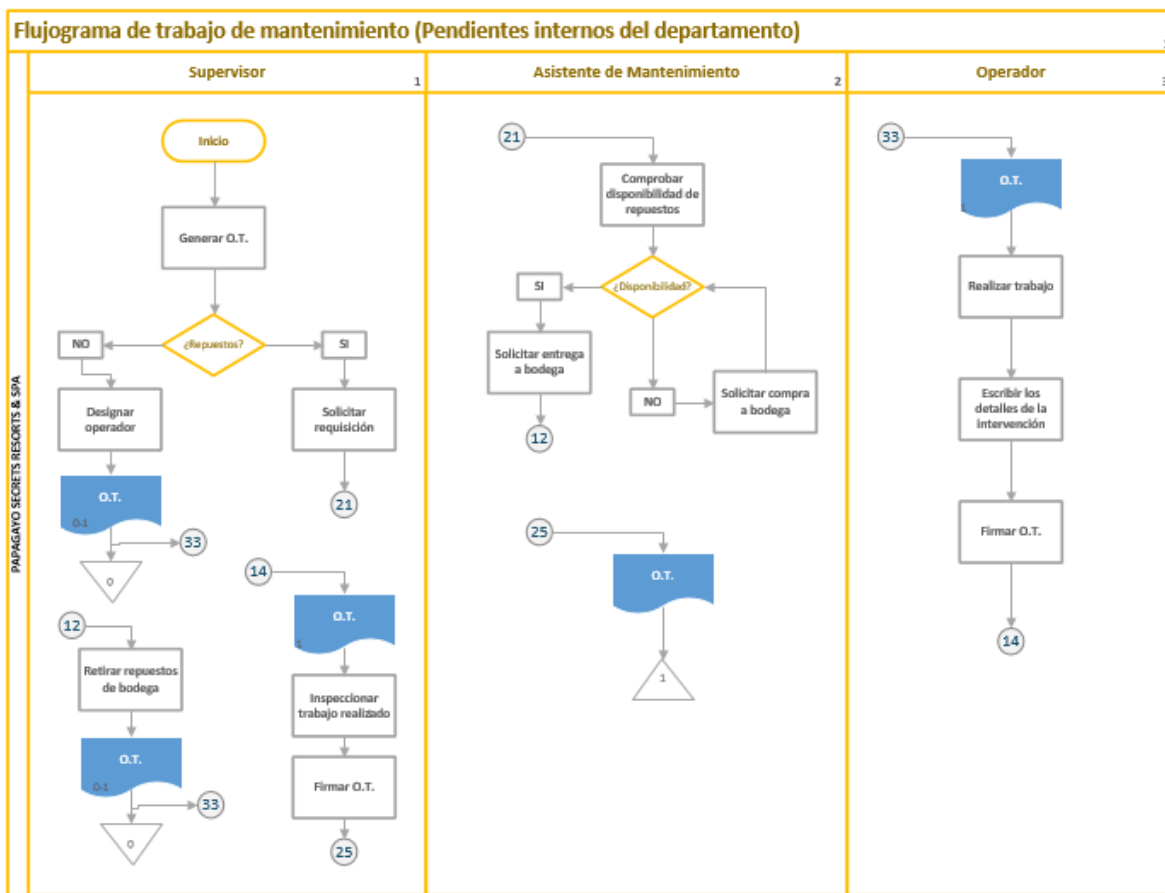 Flujograma de trabajo de mantenimiento (Pendientes internos del departamento)
PAPAGAYO SECRETS RESORTS & SPA
Supervisor
1
Inicio
Generar O.T.
¿Repuestos?
NO
SI
Designar
operador
Solicitar
requisición
O.T.
0-1
21
33
0
14
12
O.T.
1
Retirar repuestos
de bodega
Inspeccionar
trabajo realizado
O.T.
0-1
Firmar O.T.
33
0
25
Asistente de Mantenimiento
2
21
Comprobar
disponibilidad de
repuestos
¿Disponibilidad?
SI
Solicitar entrega
a bodega
NO
Solicitar compra
a bodega
12
25
O.T.
1
Operador
3
33
O.T.
1
Realizar trabajo
Escribir los
detalles de la
intervención
Firmar O.T.
14